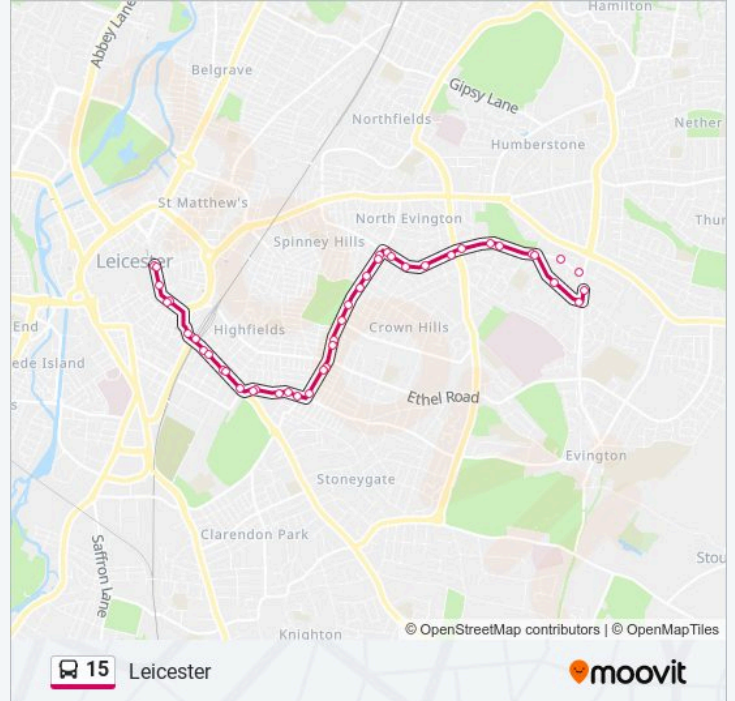 Hamilton
Abbey Lane
Belgrave
Gipsy Lane
Northfields
Nether
Humberstone
St Matthew's
North Evington
Thur
Spinney Hills
Leicester
End
Highfields
Crown Hills
ede Island
Ethel Road
s
Evington
Stoneygate
Clarendon Park
Saffron Lane
Stou
Knighton
© OpenStreetMap contributors | © OpenMapTiles
15 Leicester
moovit